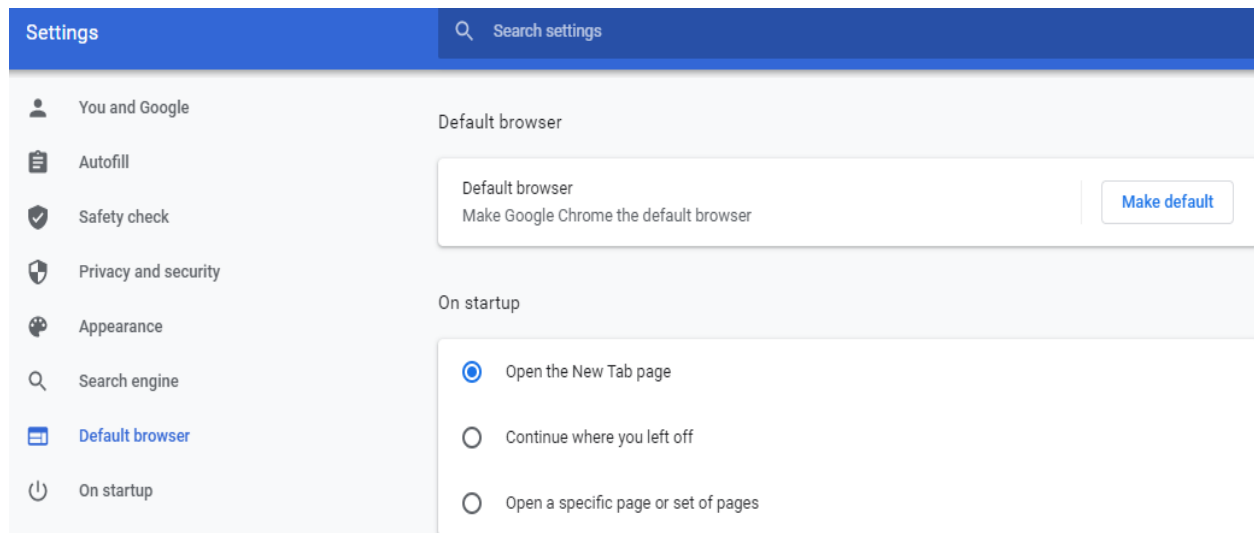 Settings
Search settings
You and Google
Autofill
Safety check
Privacy and security
Appearance
Search engine
Default browser
On startup
Default browser
Default browser
Make Google Chrome the default browser
Make default
On startup
Open the New Tab page
Continue where you left off
Open a specific page or set of pages